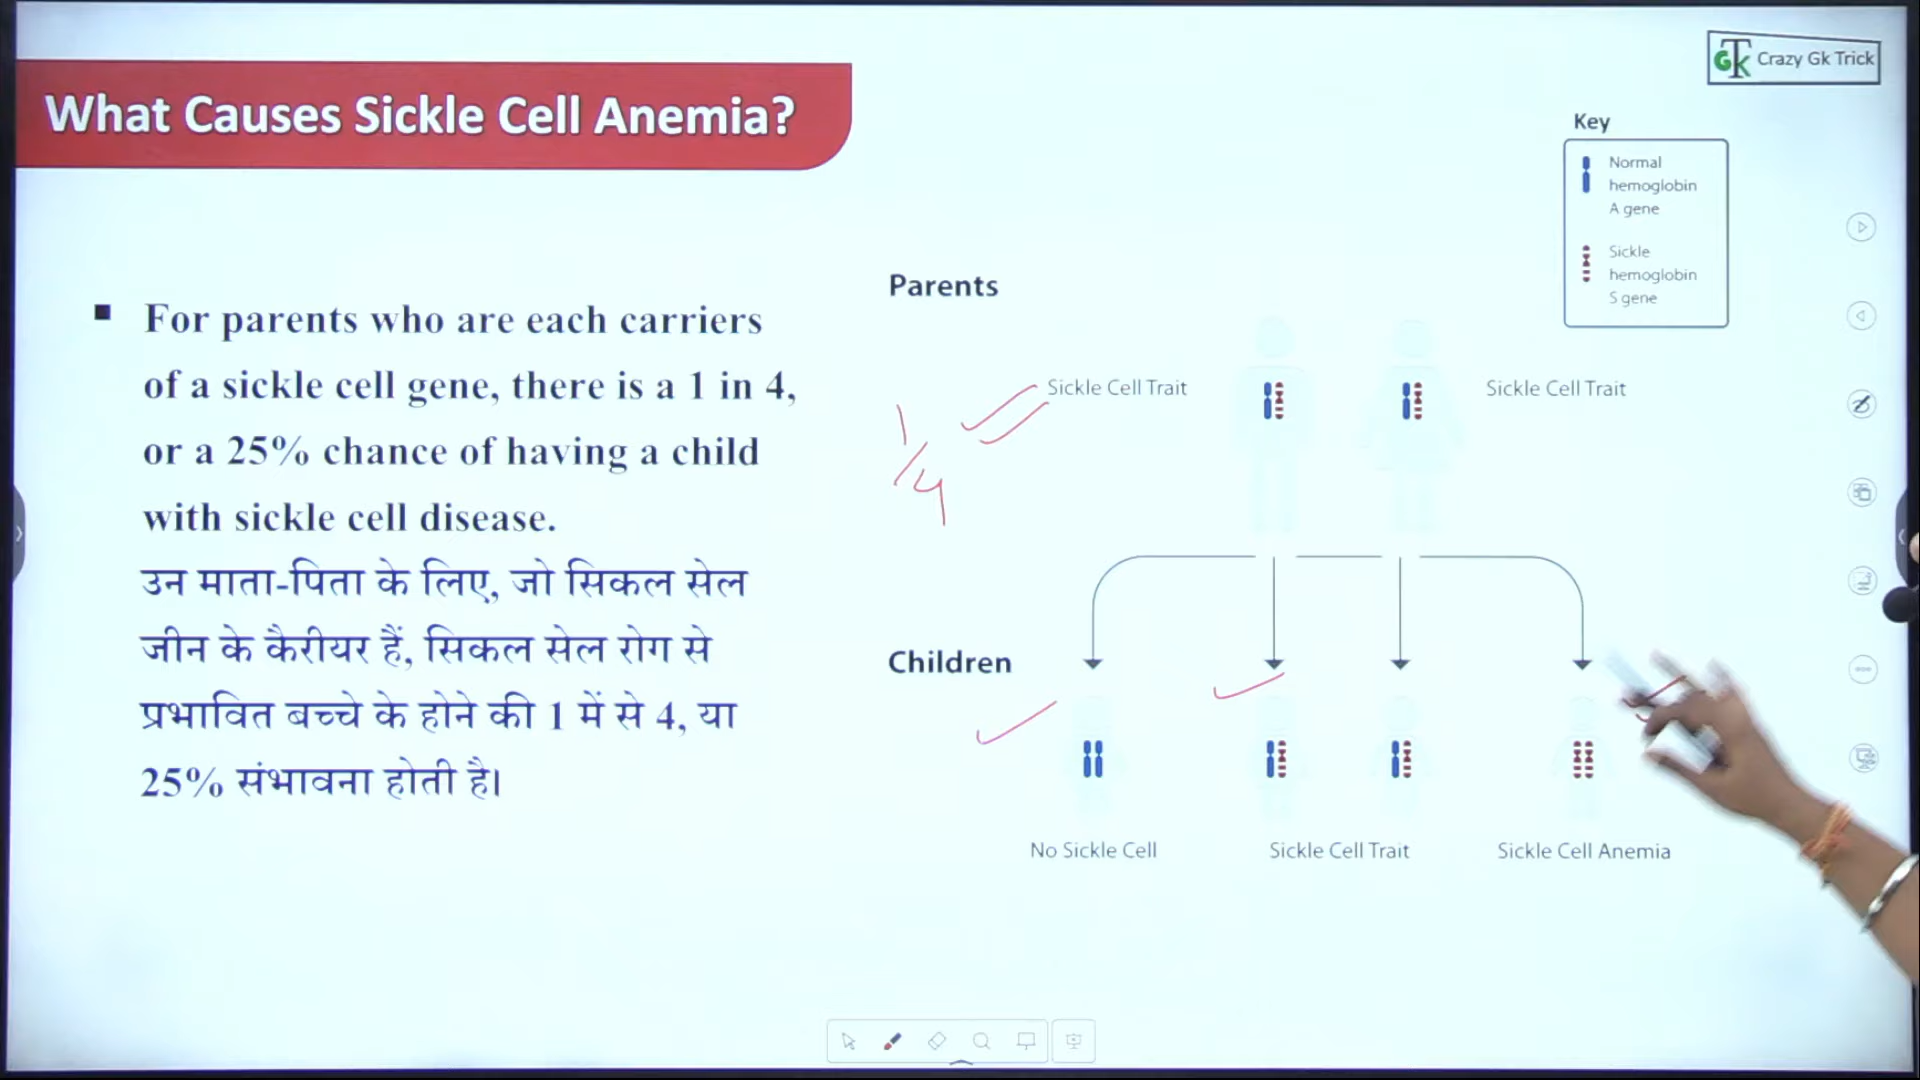 What Causes Sickle Cell Anemia?
GTK Crazy Gk Trick
Key
Normal
hemoglobin
A gene
Sickle
hemoglobin
S gene
▪ For parents who are each carriers
of a sickle cell gene, there is a 1 in 4,
or a 25% chance of having a child
with sickle cell disease.
उन माता-पिता के लिए, जो सिकल सेल
जीन के कैरीयर हैं, सिकल सेल रोग से
प्रभावित बच्चे के होने की 1 में से 4, या
25% संभावना होती है।
Parents
Sickle Cell Trait
Sickle Cell Trait
1/4
Children
No Sickle Cell
Sickle Cell Trait
Sickle Cell Anemia